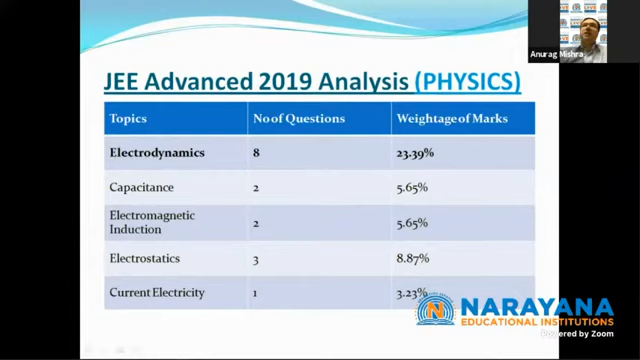 Anurag Mishra
JEE Advanced 2019 Analysis (PHYSICS)
Topics No of Questions Weightage of Marks
Electrodynamics 8 23.39%
Capacitance 2 5.65%
Electromagnetic
Induction 2 5.65%
Electrostatics 3 8.87%
Current Electricity 1 3.23%
NARAYANA
EDUCATIONAL INSTITUTIONS
Powered by Zoom